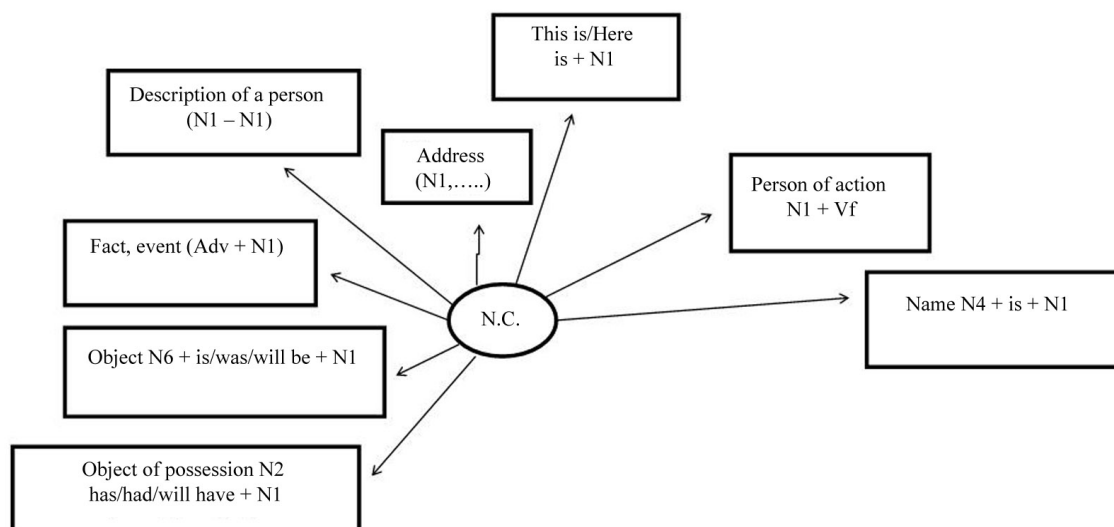 This is/Here
is + N1
Description of a person
(N1 – N1)
Address
(N1,…..)
Person of action
N1 + Vf
Fact, event (Adv + N1)
Name N4 + is + N1
N.C.
Object N6 + is/was/will be + N1
Object of possession N2
has/had/will have + N1